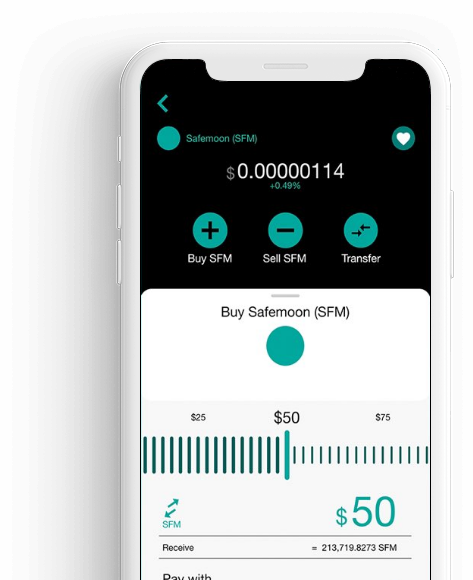 Safemoon (SFM)
$0.00000114
+0.49%
Buy SFM Sell SFM Transfer
Buy Safemoon (SFM)
$25 $50 $75
$50
SFM
Receive = 213,719.8273 SFM
Pay with